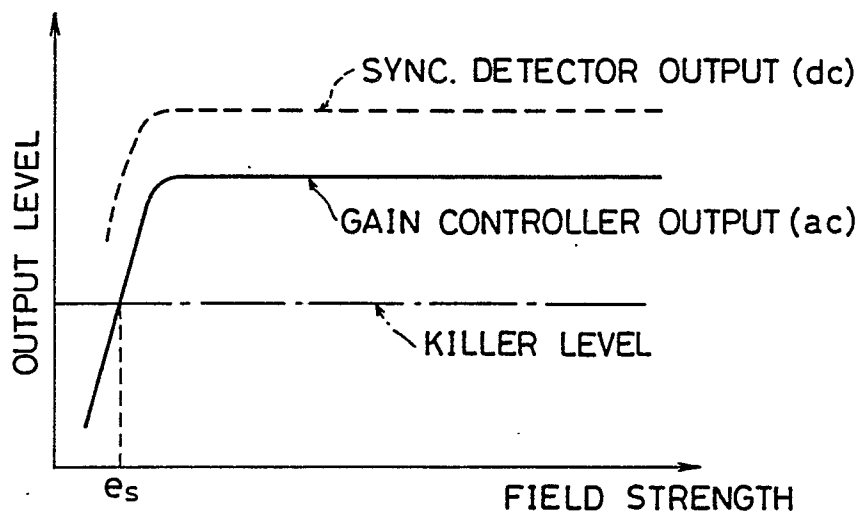 SYNC. DETECTOR OUTPUT (dc)
GAIN CONTROLLER OUTPUT (ac)
KILLER LEVEL
OUTPUT LEVEL
es
FIELD STRENGTH